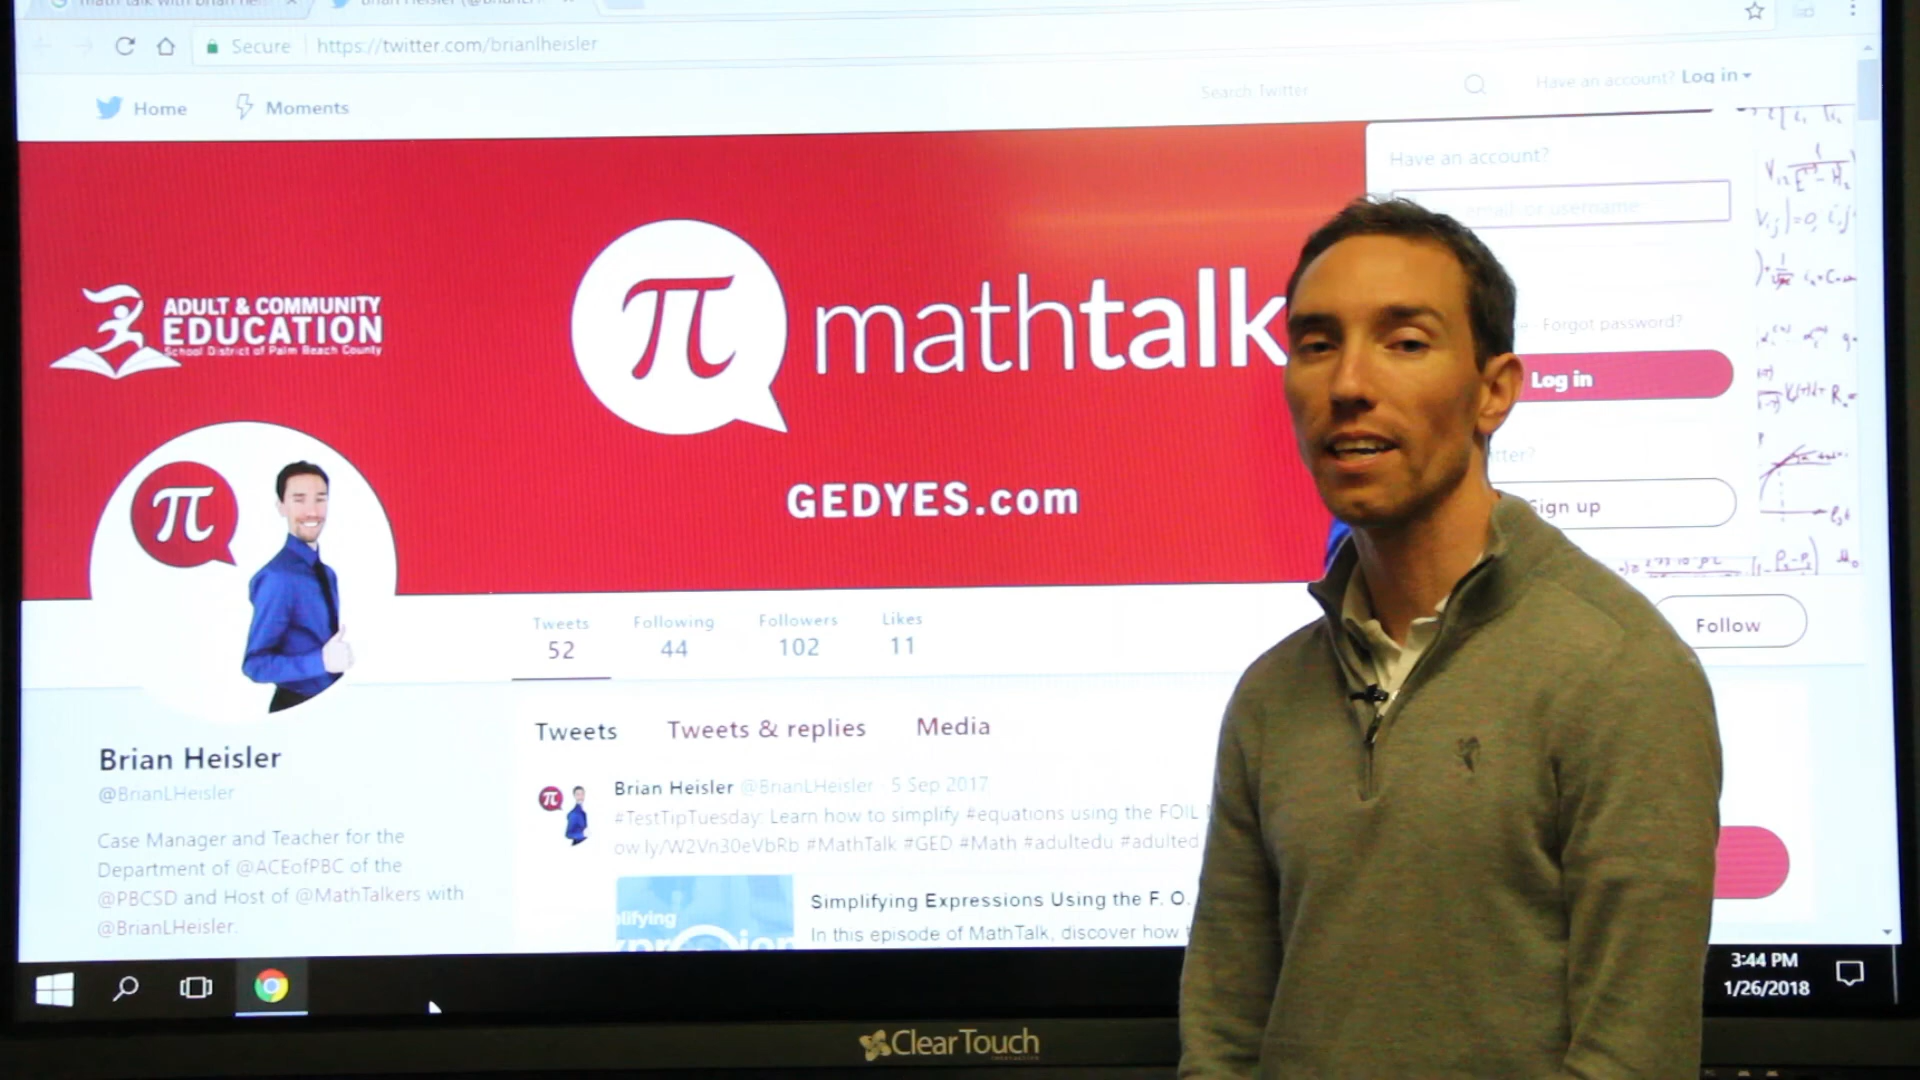 Secure https://twitter.com/brianlheisler
Home Moments Search Twitter Have an account? Log in
Have an account?
email or username
ADULT & COMMUNITY
EDUCATION
School District of Palm Beach County
π mathtalk
Forgot password?
Log in
GEDYES.com
Sign up
π
Tweets Following Followers Likes
52 44 102 11
Follow
Tweets Tweets & replies Media
Brian Heisler
@BrianLHeisler
Case Manager and Teacher for the
Department of @ACEofPBC of the
@PBCSD and Host of @MathTalkers with
@BrianLHeisler.
π
Brian Heisler @BrianLHeisler 5 Sep 2017
#TestTipTuesday: Learn how to simplify #equations using the FOIL
ow.ly/W2Vn30eVbRb #MathTalk #GED #Math #adultedu #adulted
Simplifying Expressions Using the F. O.
In this episode of MathTalk, discover how
3:44 PM
1/26/2018
ClearTouch